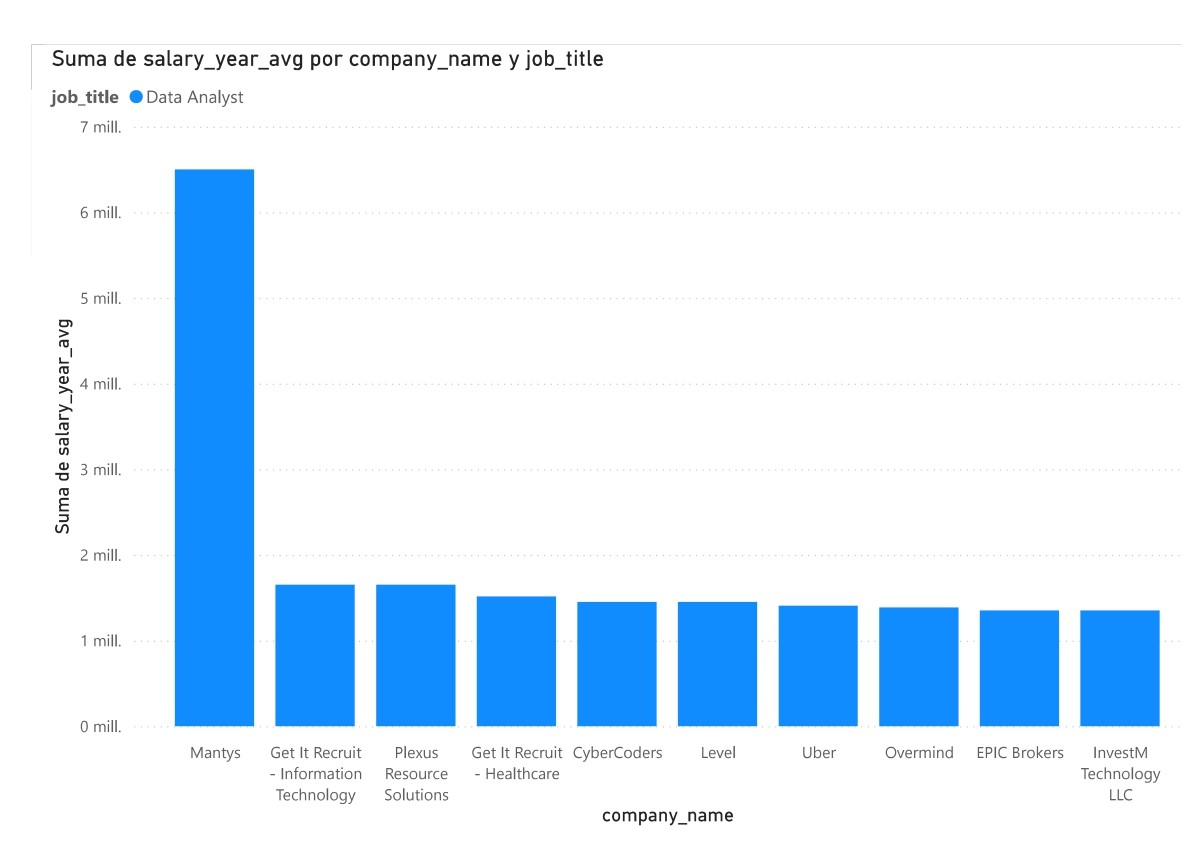 Suma de salary_year_avg por company_name y job_title
job_title Data Analyst
7 mill.
6 mill.
5 mill.
4 mill.
3 mill.
2 mill.
1 mill.
0 mill.
Suma de salary_year_avg
Mantys
Get It Recruit
- Information
Technology
Plexus
Resource
Solutions
Get It Recruit
- Healthcare
CyberCoders
Level
Uber
Overmind
EPIC Brokers
InvestM
Technology
LLC
company_name